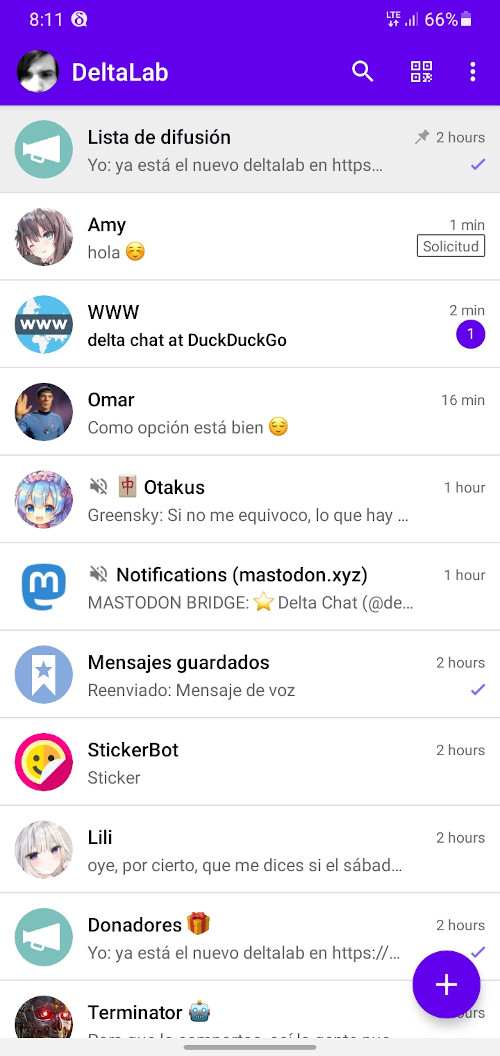 8:11 LTE 66%
DeltaLab
Lista de difusión 2 hours
Yo: ya está el nuevo deltalab en https...
Amy 1 min
hola 😌 Solicitud
WWW 2 min
WWW delta chat at DuckDuckGo 1
Omar 16 min
Como opción está bien 😌
🀄 Otakus 1 hour
Greensky: Si no me equivoco, lo que hay ...
Notifications (mastodon.xyz) 1 hour
m MASTODON BRIDGE: ⭐ Delta Chat (@de...
Mensajes guardados 2 hours
Reenviado: Mensaje de voz
StickerBot 2 hours
Sticker
Lili 2 hours
oye, por cierto, que me dices si el sábad...
Donadores 🎁 2 hours
Yo: ya está el nuevo deltalab en https://...
Terminator 🤖